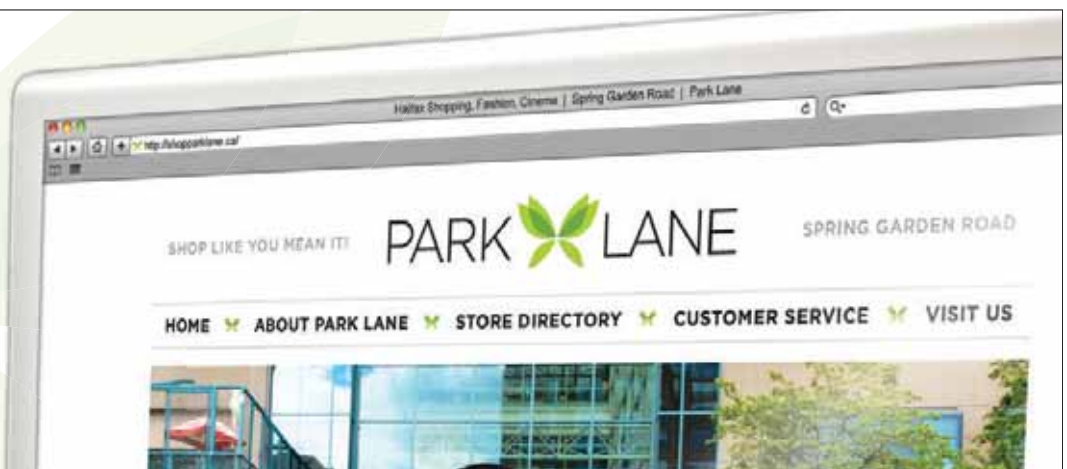 Halifax Shopping, Fashion, Cinema | Spring Garden Road | Park Lane
http://shopparklane.ca/
SHOP LIKE YOU MEAN IT!
PARK LANE
SPRING GARDEN ROAD
HOME ABOUT PARK LANE STORE DIRECTORY CUSTOMER SERVICE VISIT US